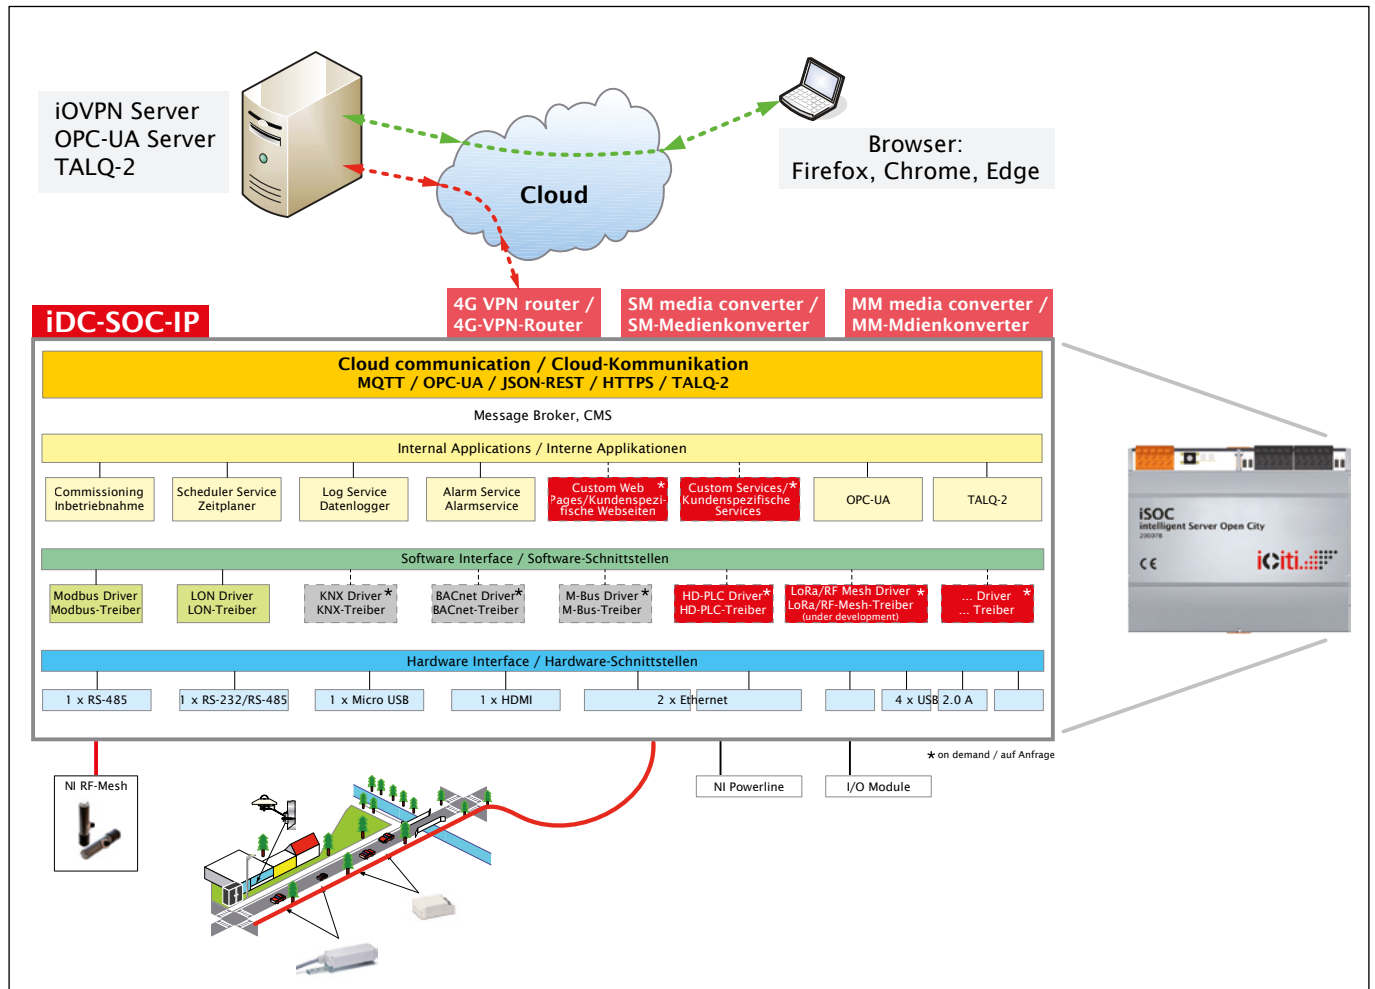 iOVPN Server
OPC-UA Server
TALQ-2
Cloud
Browser:
Firefox, Chrome, Edge
iDC-SOC-IP
4G VPN router /
4G-VPN-Router
SM media converter /
SM-Medienkonverter
MM media converter /
MM-Mdienkonverter
Cloud communication / Cloud-Kommunikation
MQTT / OPC-UA / JSON-REST / HTTPS / TALQ-2
Message Broker, CMS
Internal Applications / Interne Applikationen
Commissioning
Inbetriebnahme
Scheduler Service
Zeitplaner
Log Service
Datenlogger
Alarm Service
Alarmservice
Custom Web *
Pages/Kundenspezi-
fische Webseiten
Custom Services/ *
Kundenspezifische
Services
OPC-UA
TALQ-2
Software Interface / Software-Schnittstellen
Modbus Driver
Modbus-Treiber
LON Driver
LON-Treiber
KNX Driver *
KNX-Treiber
BACnet Driver *
BACnet-Treiber
M-Bus Driver *
M-Bus-Treiber
HD-PLC Driver *
HD-PLC-Treiber
LoRa/RF Mesh Driver *
LoRa/RF-Mesh-Treiber
(under development)
... Driver *
... Treiber
Hardware Interface / Hardware-Schnittstellen
1 x RS-485
1 x RS-232/RS-485
1 x Micro USB
1 x HDMI
2 x Ethernet
4 x USB 2.0 A
* on demand / auf Anfrage
NI RF-Mesh
NI Powerline
I/O Module
iSOC
intelligent Server Open City
CE
iCiti